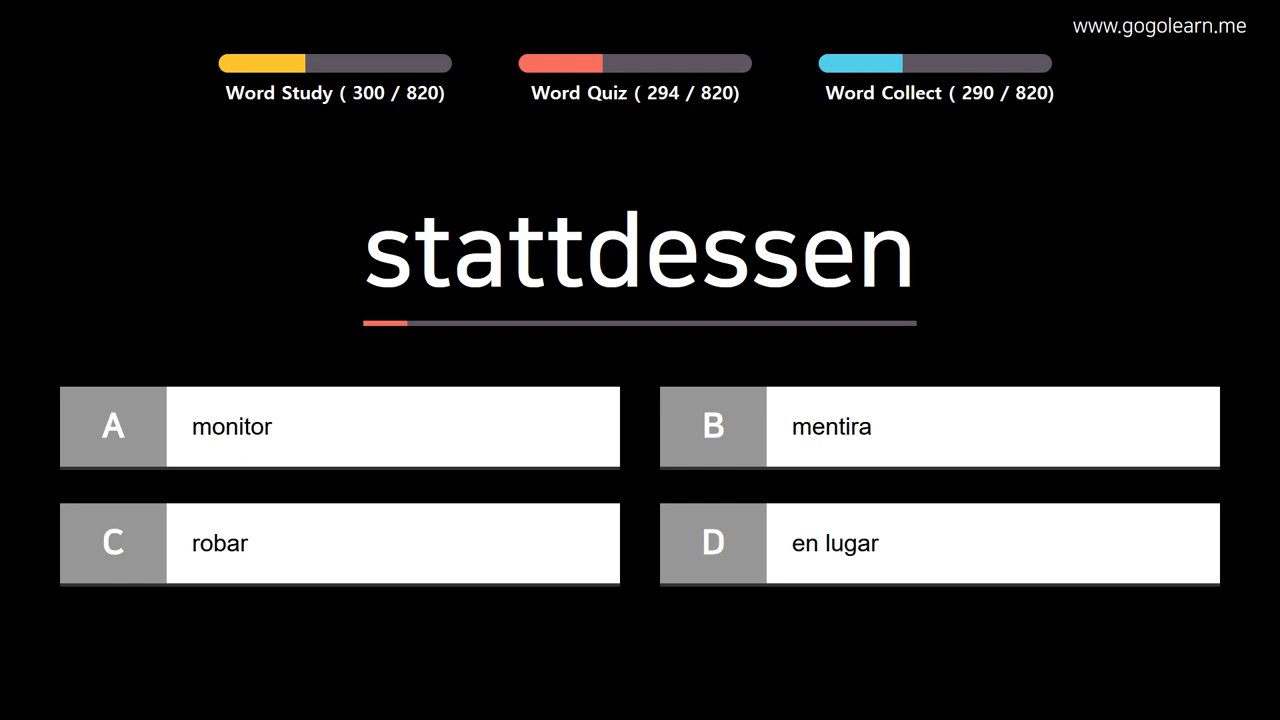 www.gogolearn.me
Word Study ( 300 / 820)
Word Quiz ( 294 / 820)
Word Collect ( 290 / 820)
stattdessen
A
monitor
B
mentira
C
robar
D
en lugar